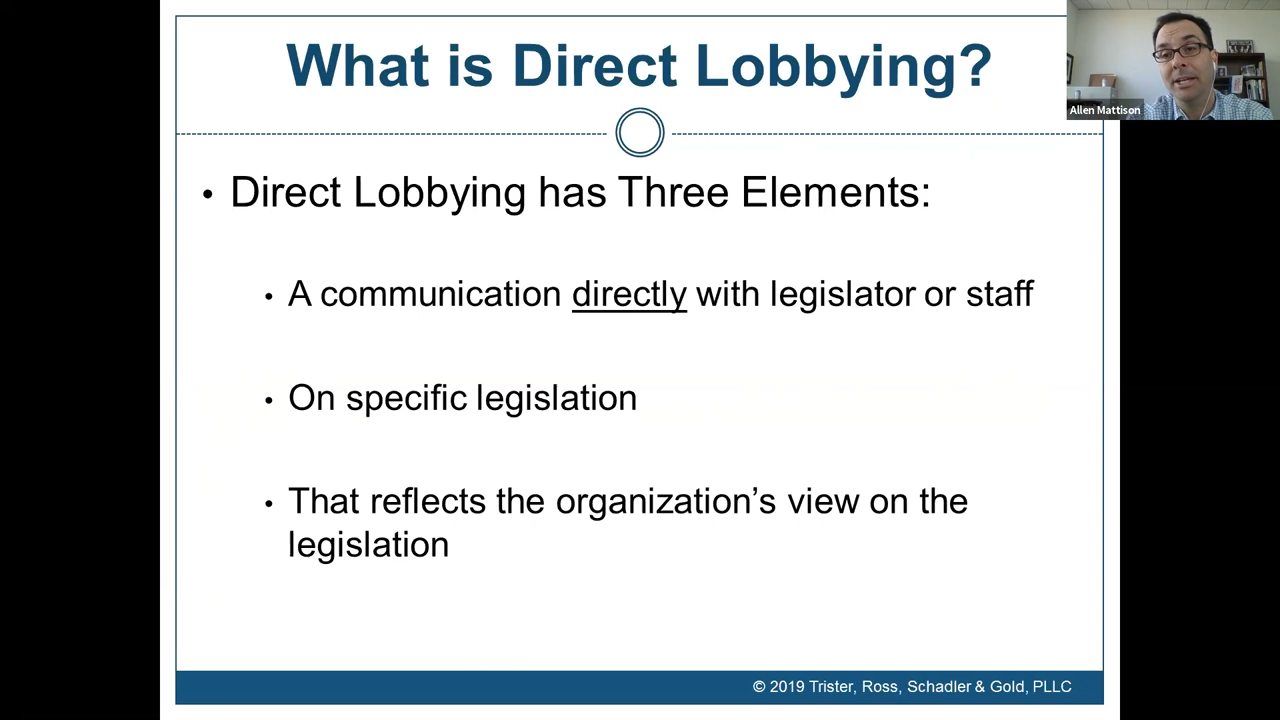 What is Direct Lobbying?
Allen Mattison
• Direct Lobbying has Three Elements:
• A communication directly with legislator or staff
• On specific legislation
• That reflects the organization’s view on the
legislation
© 2019 Trister, Ross, Schadler & Gold, PLLC